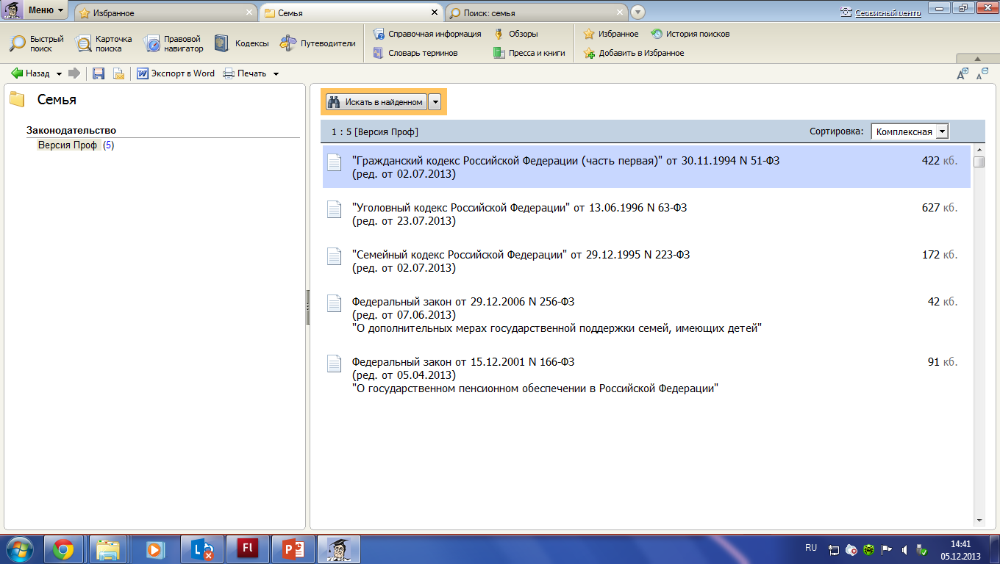 Меню
Избранное
Семья
Поиск: семья
Сервисный центр
Быстрый поиск
Карточка поиска
Правовой навигатор
Кодексы
Путеводители
Справочная информация
Обзоры
Избранное
История поисков
Словарь терминов
Пресса и книги
Добавить в Избранное
Назад
Экспорт в Word
Печать
Семья
Законодательство
Версия Проф (5)
Искать в найденном
1 : 5 [Версия Проф]
Сортировка: Комплексная
"Гражданский кодекс Российской Федерации (часть первая)" от 30.11.1994 N 51-ФЗ 422 кб.
(ред. от 02.07.2013)
"Уголовный кодекс Российской Федерации" от 13.06.1996 N 63-ФЗ 627 кб.
(ред. от 23.07.2013)
"Семейный кодекс Российской Федерации" от 29.12.1995 N 223-ФЗ 172 кб.
(ред. от 02.07.2013)
Федеральный закон от 29.12.2006 N 256-ФЗ 42 кб.
(ред. от 07.06.2013)
"О дополнительных мерах государственной поддержки семей, имеющих детей"
Федеральный закон от 15.12.2001 N 166-ФЗ 91 кб.
(ред. от 05.04.2013)
"О государственном пенсионном обеспечении в Российской Федерации"
RU
14:41
05.12.2013